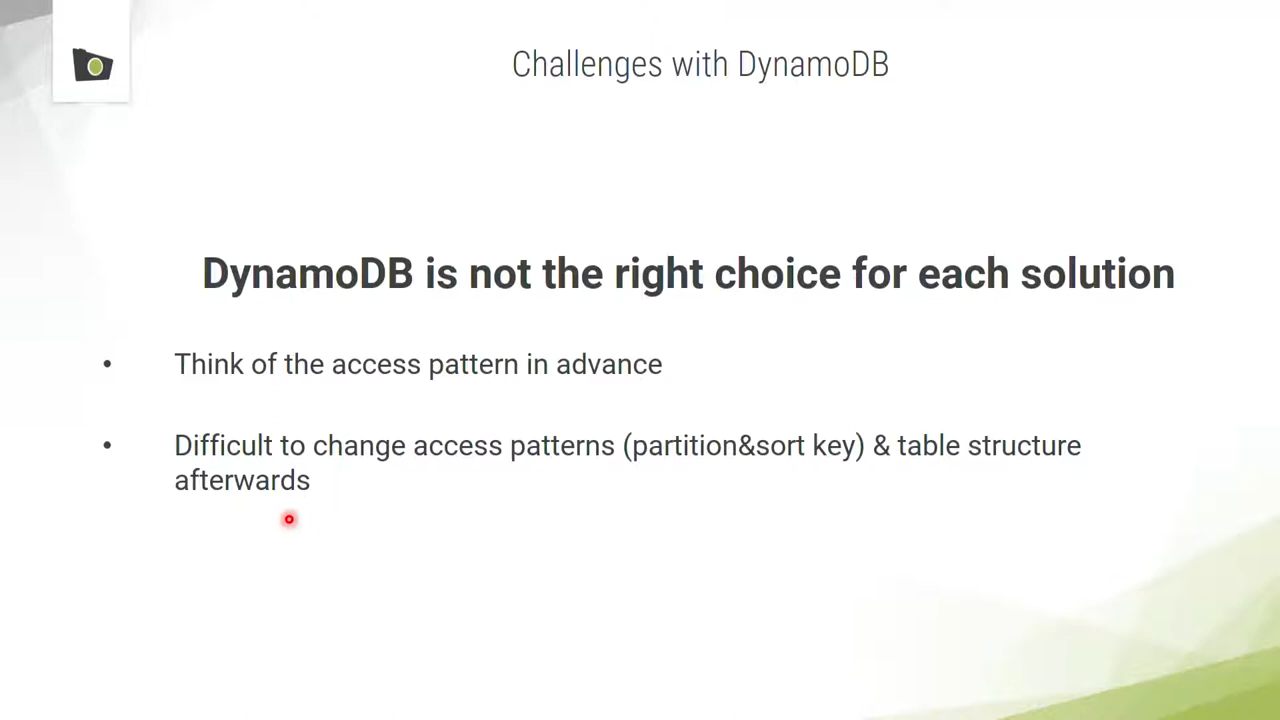 Challenges with DynamoDB
DynamoDB is not the right choice for each solution
• Think of the access pattern in advance
• Difficult to change access patterns (partition&sort key) & table structure
afterwards